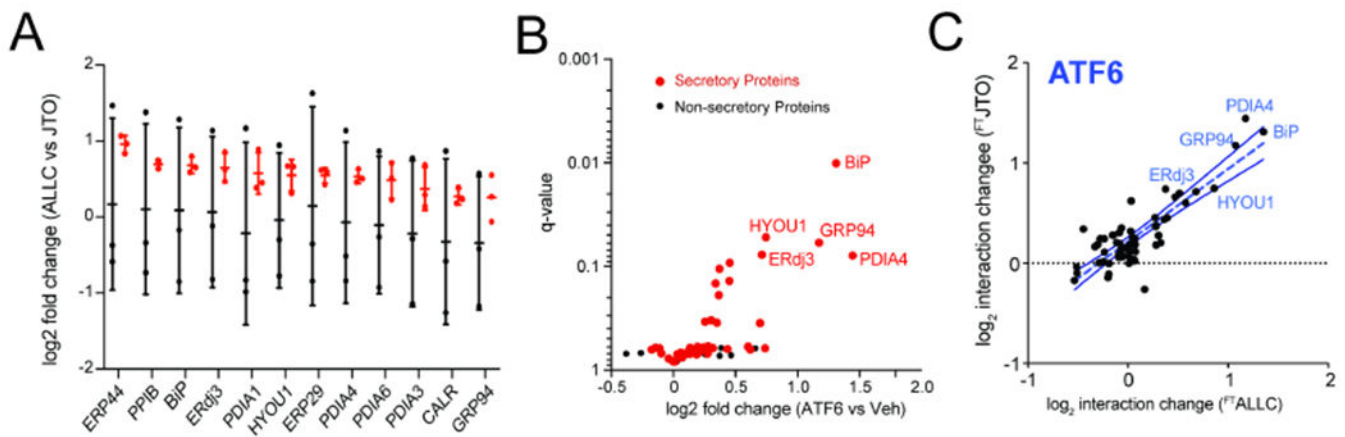 A
log2 fold change (ALLC vs JTO)
2
1
0
-1
-2
ERP44
PPIB
BiP
ERdj3
PDIA1
HYOU1
ERP29
PDIA4
PDIA6
PDIA3
CALR
GRP94
B
q-value
0.001
0.01
0.1
1
Secretory Proteins
Non-secretory Proteins
BiP
HYOU1
GRP94
ERdj3
PDIA4
-0.5
0
0.5
1.0
1.5
2.0
log2 fold change (ATF6 vs Veh)
C
ATF6
log2 interaction changee (FTJTO)
2
1
0
-1
PDIA4
BiP
GRP94
ERdj3
HYOU1
-1
0
1
2
log2 interaction change (FTALLC)